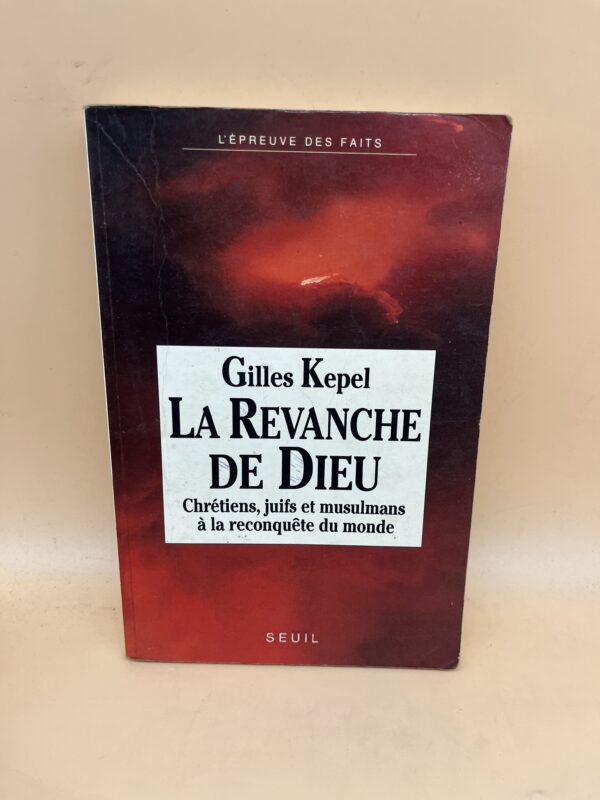 L'ÉPREUVE DES FAITS
Gilles Kepel
LA REVANCHE
DE DIEU
Chrétiens, juifs et musulmans
à la reconquête du monde
SEUIL